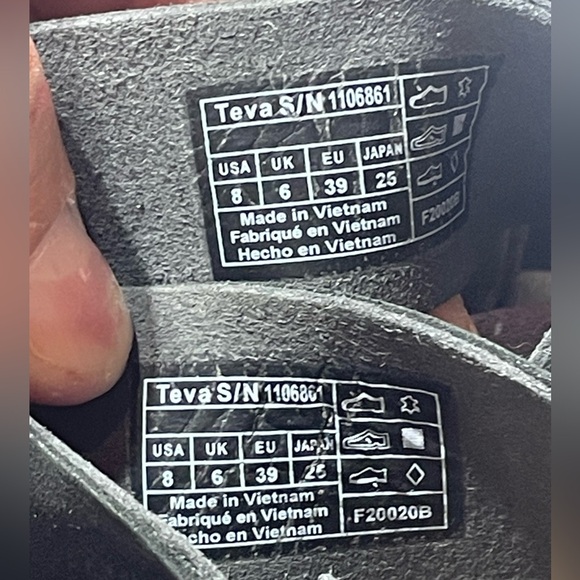 Teva S/N 1106861
USA UK EU JAPAN
8 6 39 25
Made in Vietnam
Fabriqué en Vietnam
Hecho en Vietnam
F20020B
Teva S/N 1106861
USA UK EU JAPAN
8 6 39 25
Made in Vietnam
abriqué en Vietnam
cho en Vietnam
F20020B